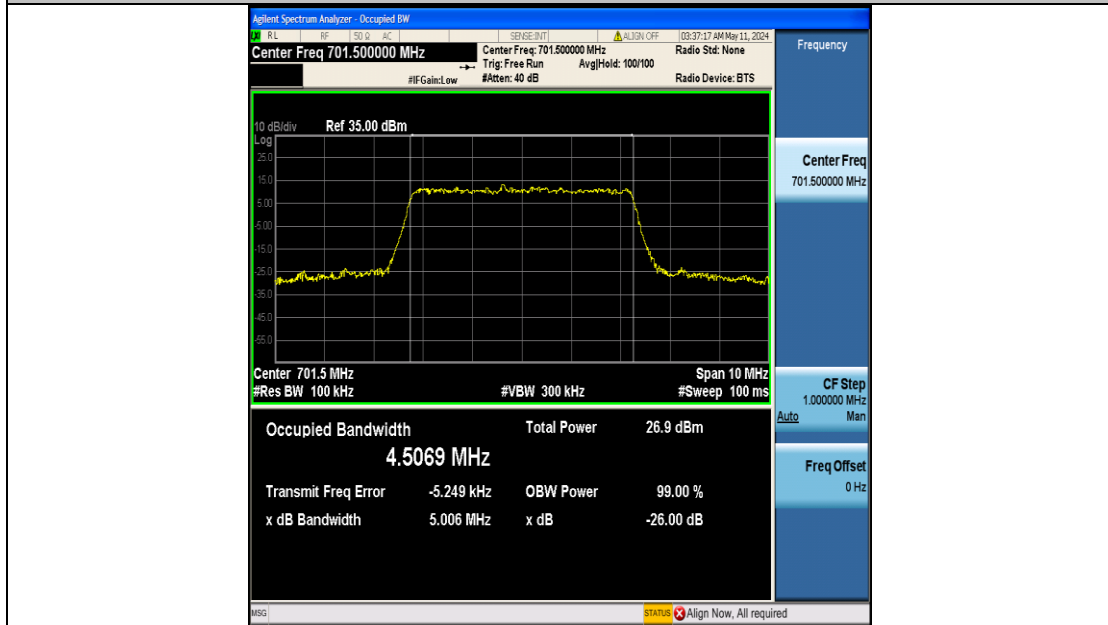 Agilent Spectrum Analyzer - Occupied BW
RL RF 50 Ω AC SENSE:INT ALIGN OFF 03:37:17 AM May 11, 2024
Center Freq 701.500000 MHz
Center Freq: 701.500000 MHz
Radio Std: None
Trig: Free Run Avg|Hold: 100/100
#IFGain:Low
#Atten: 40 dB
Radio Device: BTS
10 dB/div Ref 35.00 dBm
Log
25.0
15.0
5.00
-5.00
-15.0
-25.0
-35.0
-45.0
-55.0
Center 701.5 MHz Span 10 MHz
#Res BW 100 kHz #VBW 300 kHz #Sweep 100 ms
Occupied Bandwidth Total Power 26.9 dBm
4.5069 MHz
Transmit Freq Error -5.249 kHz OBW Power 99.00 %
x dB Bandwidth 5.006 MHz x dB -26.00 dB
MSG STATUS Align Now, All required
Frequency
Center Freq
701.500000 MHz
CF Step
1.000000 MHz
Auto Man
Freq Offset
0 Hz